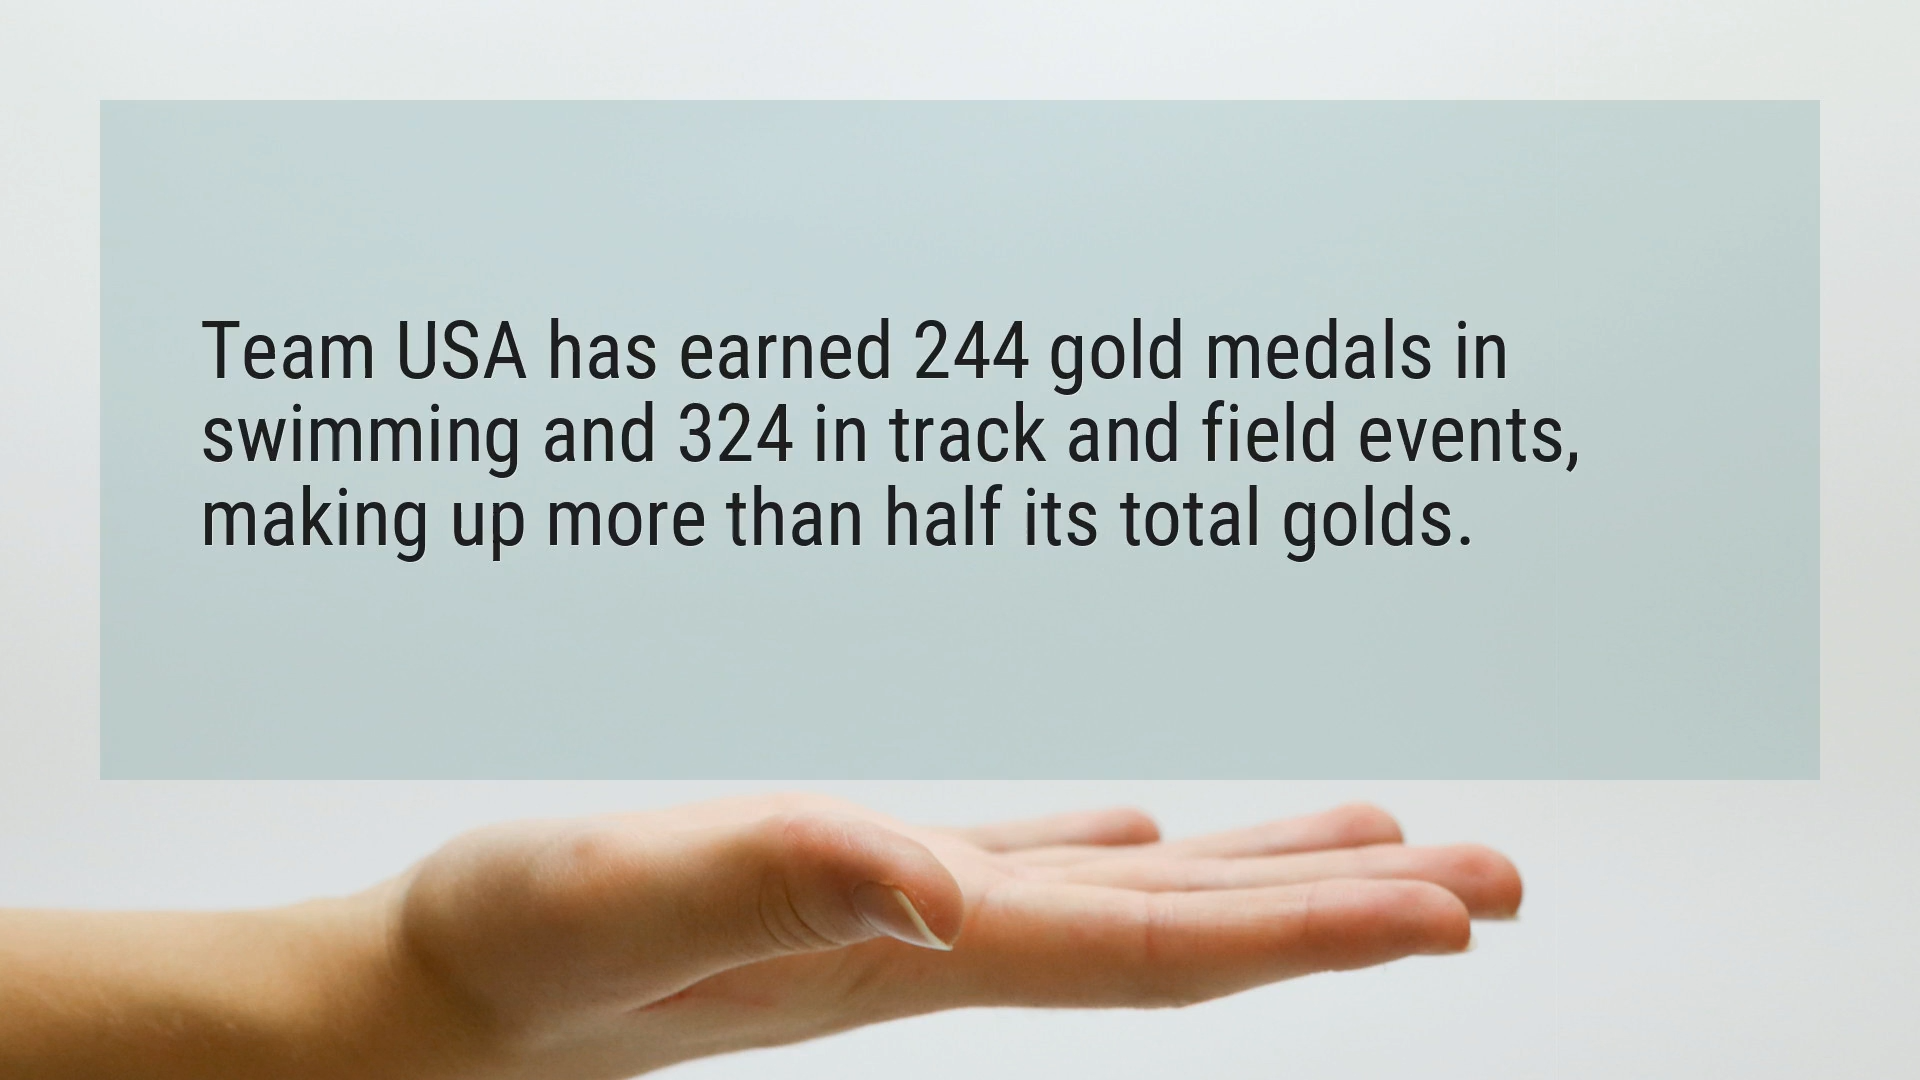 Team USA has earned 244 gold medals in
swimming and 324 in track and field events,
making up more than half its total golds.